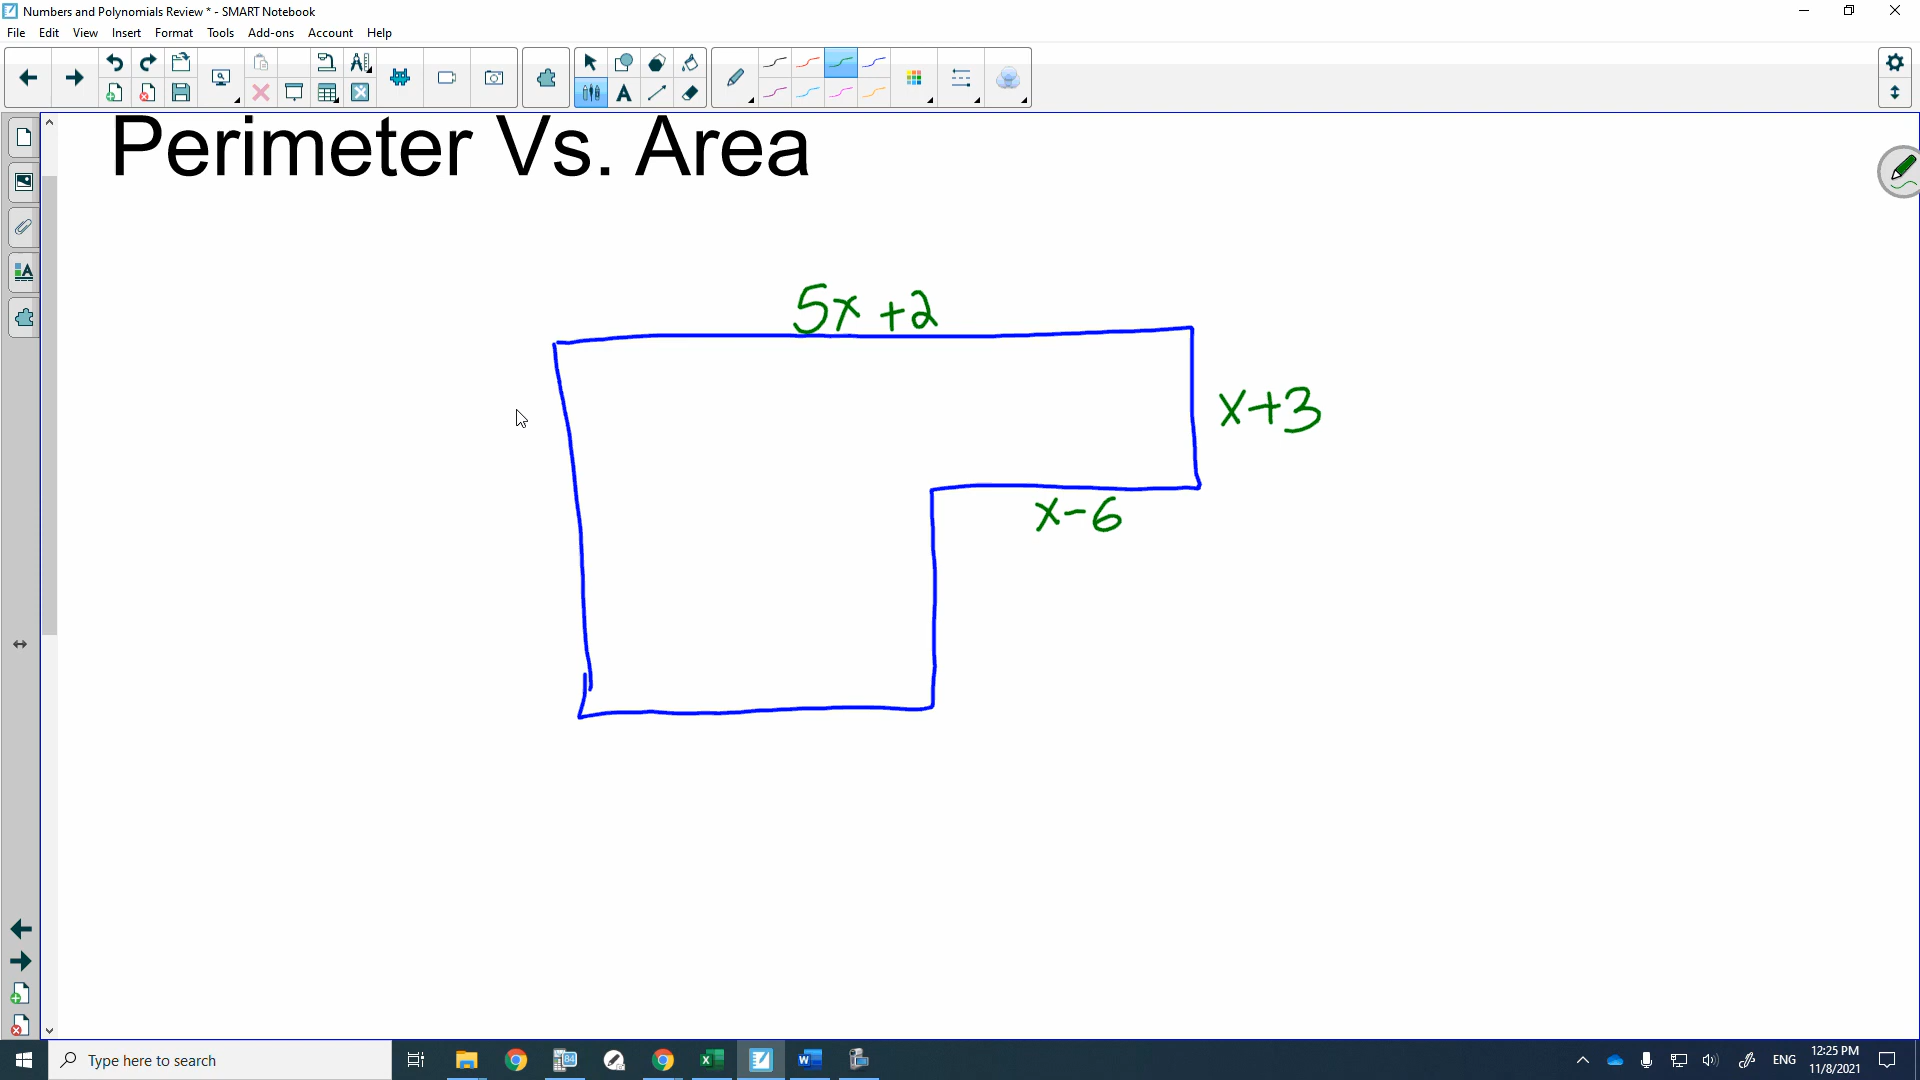 Numbers and Polynomials Review * - SMART Notebook
File Edit View Insert Format Tools Add-ons Account Help
Perimeter Vs. Area
5x +2
x+3
x-6
Type here to search
ENG
12:25 PM
11/8/2021